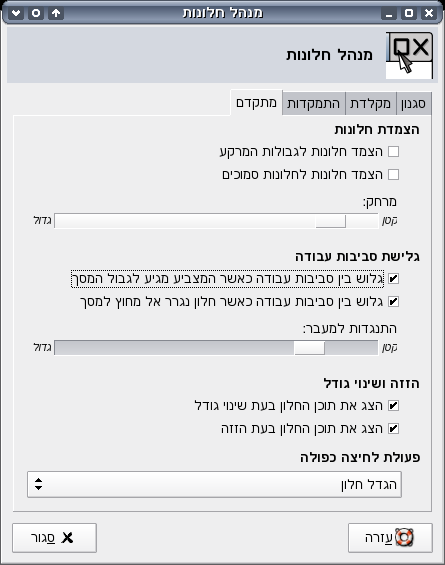 מנהל חלונות
מנהל חלונות
סגנון מקלדת התמקדות מתקדם
הצמדת חלונות
הצמד חלונות לגבולות המרקע
הצמד חלונות לחלונות סמוכים
מרחק:
קטן גדול
גלישת סביבות עבודה
גלוש בין סביבות עבודה כאשר המצביע מגיע לגבול המסך
גלוש בין סביבות עבודה כאשר חלון נגרר אל מחוץ למסך
התנגדות למעבר:
קטן גדול
הזזה ושינוי גודל
הצג את תוכן החלון בעת שינוי גודל
הצג את תוכן החלון בעת הזזה
פעולת לחיצה כפולה
הגדל חלון
עזרה סגור